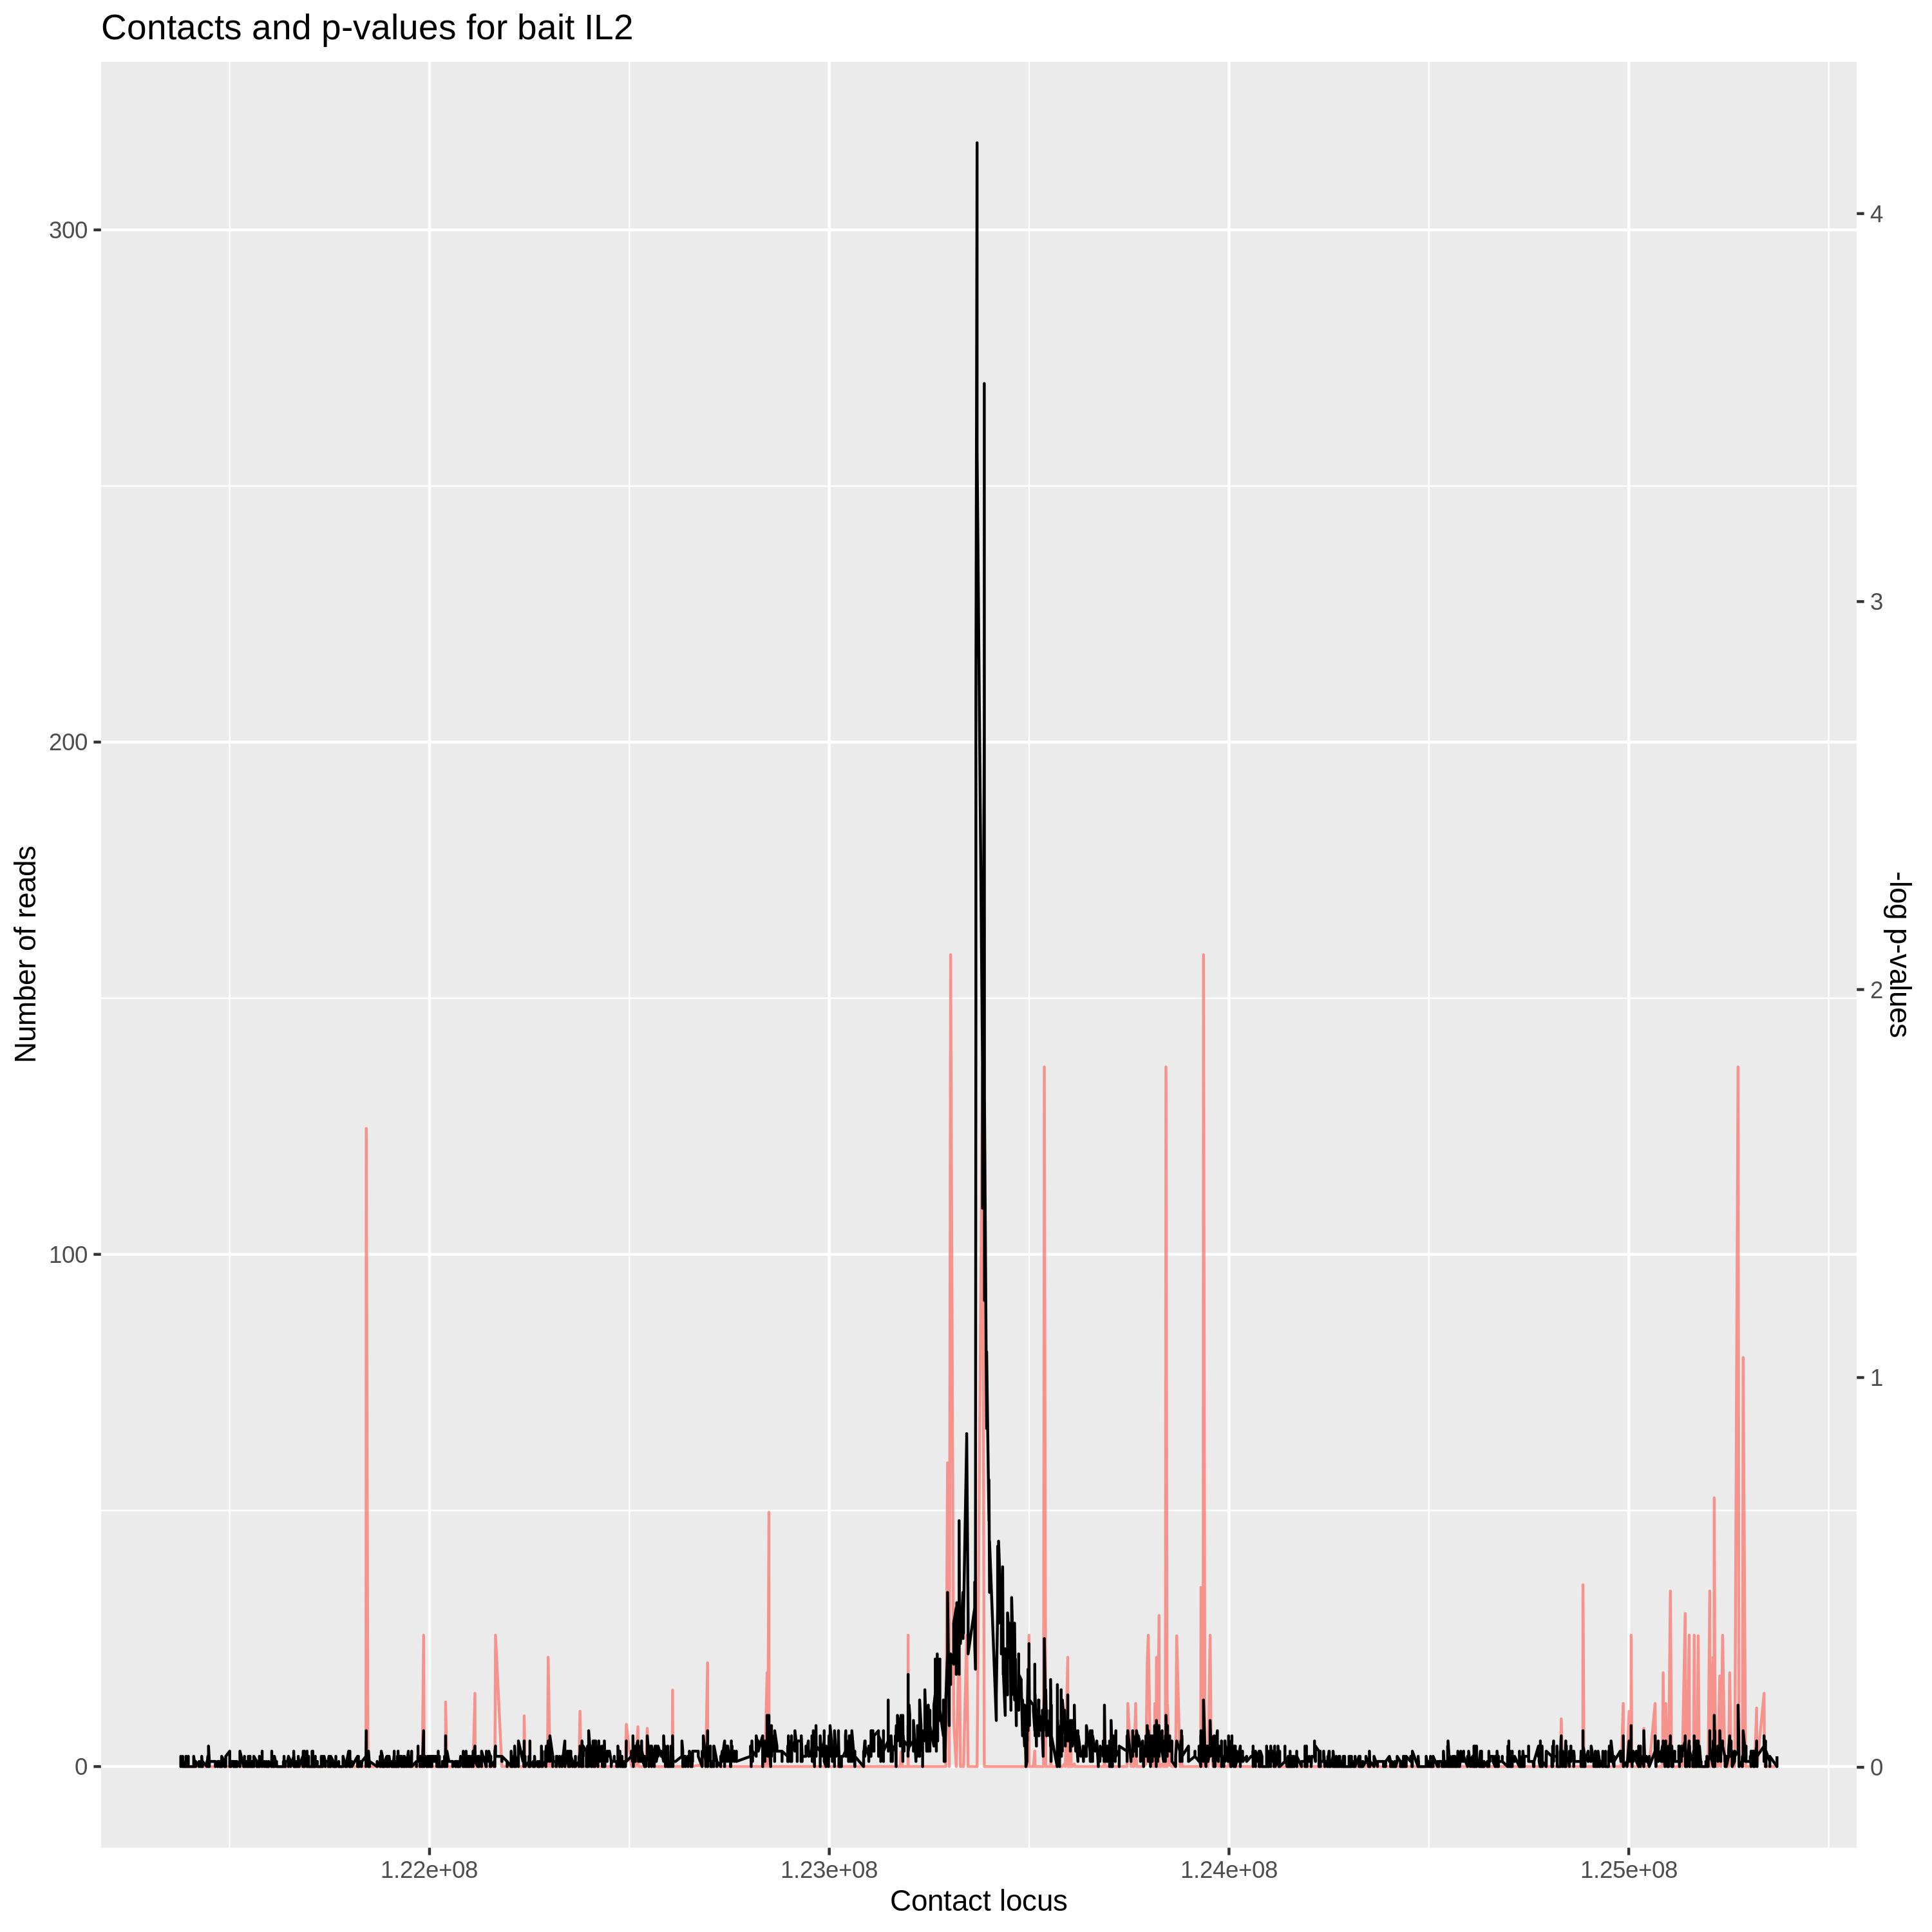 Contacts and p-values for bait IL2
300
200
100
0
Number of reads
4
3
2
1
0
-log p-values
1.22e+08
1.23e+08
1.24e+08
1.25e+08
Contact locus